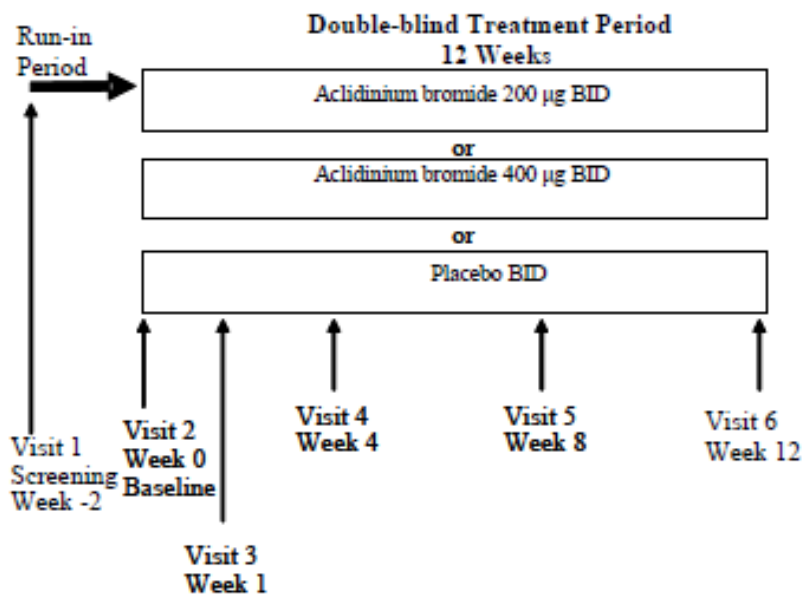 Run-in
Period
Double-blind Treatment Period
12 Weeks
Aclidinium bromide 200 μg BID
or
Aclidinium bromide 400 μg BID
or
Placebo BID
Visit 1
Screening
Week -2
Visit 2
Week 0
Baseline
Visit 3
Week 1
Visit 4
Week 4
Visit 5
Week 8
Visit 6
Week 12